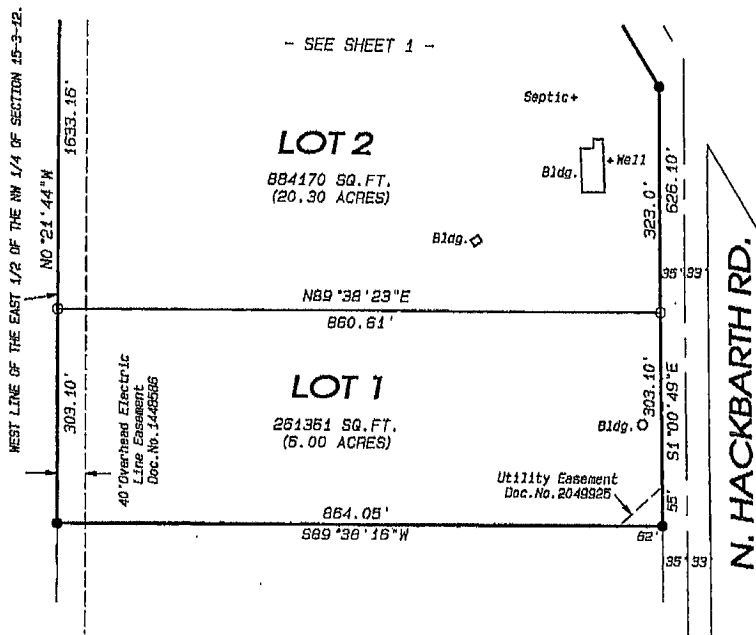 - SEE SHEET 1 -
WEST LINE OF THE EAST 1/2 OF THE NW 1/4 OF SECTION 15-3-12.
N0°21'44"W
1633.16'
Septic+
LOT 2
884170 SQ.FT.
(20.30 ACRES)
Bldg.
+Well
Bldg.
323.0'
626.10'
35'
33'
N89°38'23"E
860.61'
303.10'
40' Overhead Electric
Line Easement
Doc.No.1448586
LOT 1
261361 SQ.FT.
(6.00 ACRES)
Bldg.
303.10'
S1°00'49"E
Utility Easement
Doc.No.2049925
55'
62'
864.05'
S89°38'16"W
35'
33'
N. HACKBARTH RD.